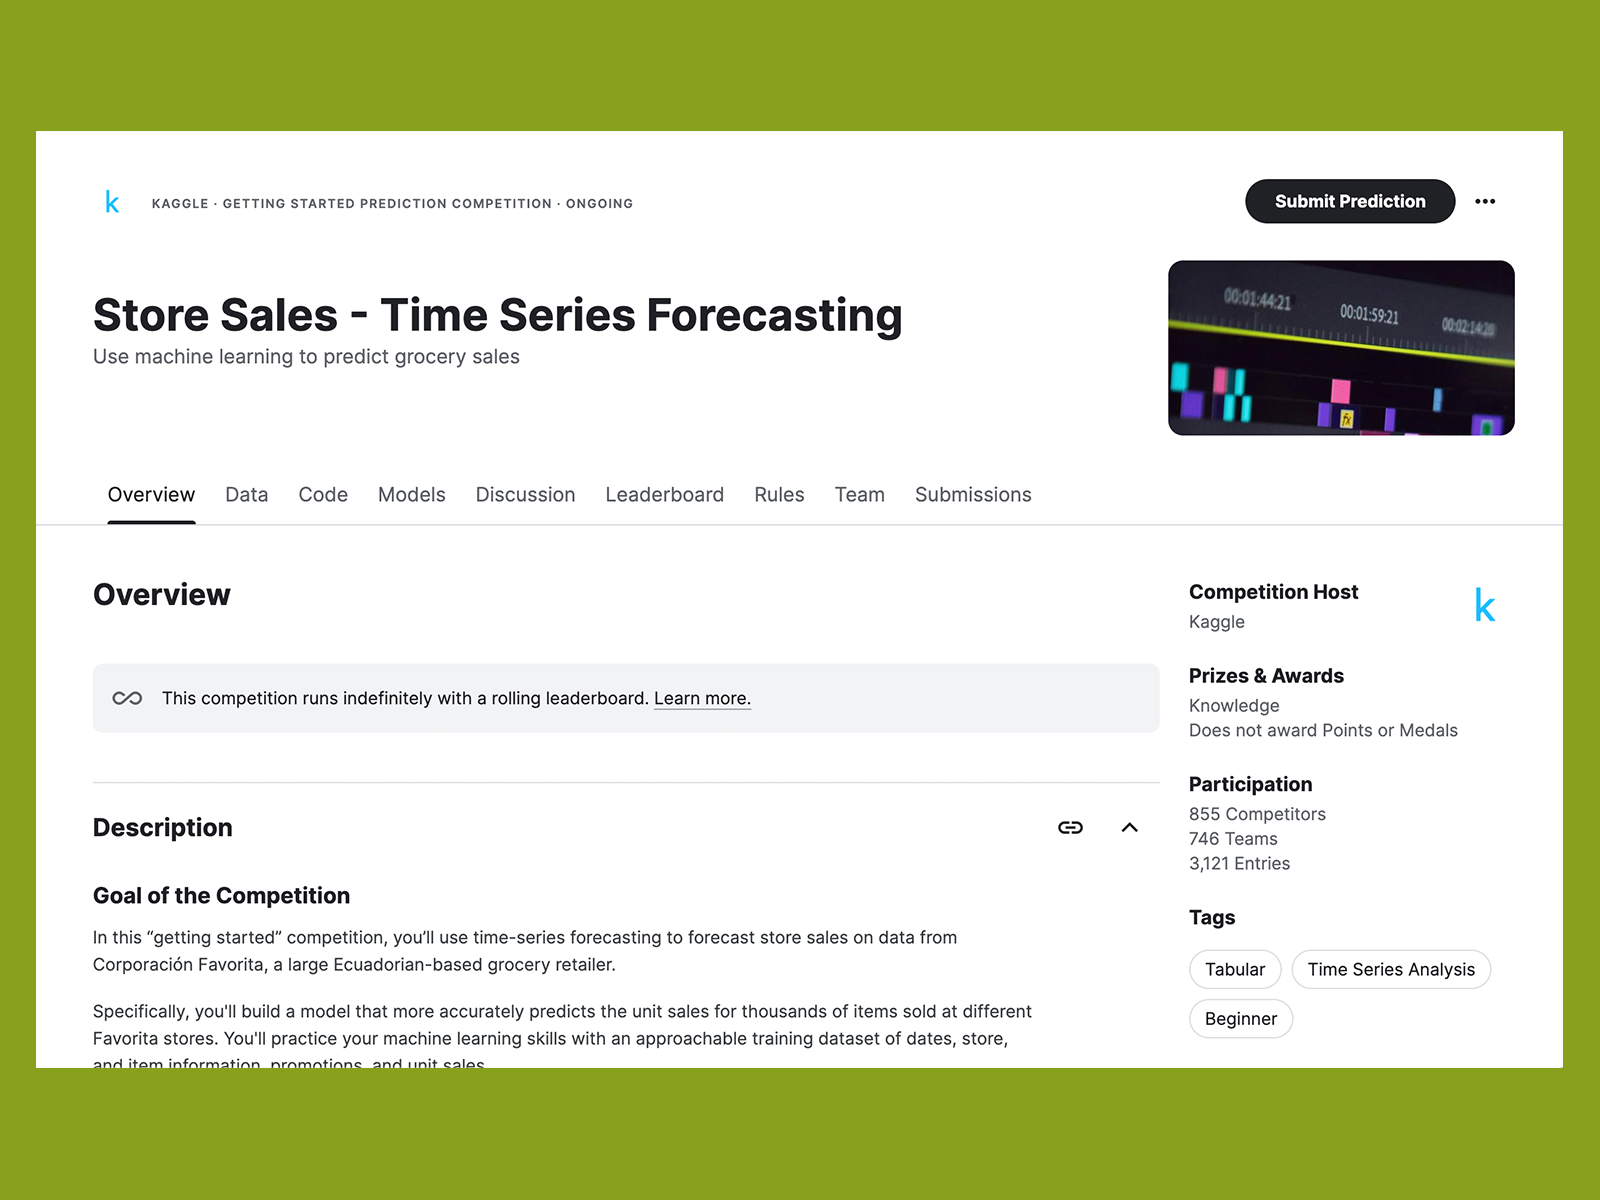 k
KAGGLE · GETTING STARTED PREDICTION COMPETITION · ONGOING
Submit Prediction
Store Sales - Time Series Forecasting
Use machine learning to predict grocery sales
00:01:44:21
00:01:59:21
00:02:14:20
fx
Overview Data Code Models Discussion Leaderboard Rules Team Submissions
Overview
This competition runs indefinitely with a rolling leaderboard. Learn more.
Description
Goal of the Competition
In this “getting started” competition, you’ll use time-series forecasting to forecast store sales on data from
Corporación Favorita, a large Ecuadorian-based grocery retailer.
Specifically, you'll build a model that more accurately predicts the unit sales for thousands of items sold at different
Favorita stores. You'll practice your machine learning skills with an approachable training dataset of dates, store,
and item information, promotions, and unit sales.
Competition Host
Kaggle
k
Prizes & Awards
Knowledge
Does not award Points or Medals
Participation
855 Competitors
746 Teams
3,121 Entries
Tags
Tabular
Time Series Analysis
Beginner